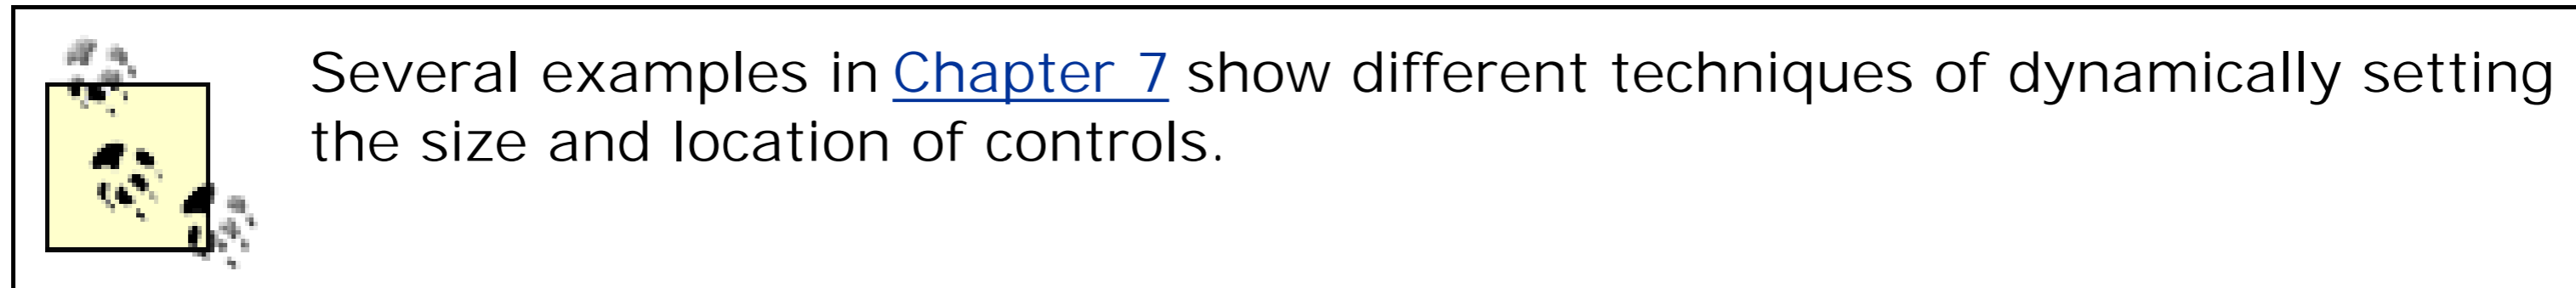 Several examples in Chapter 7 show different techniques of dynamically setting
the size and location of controls.